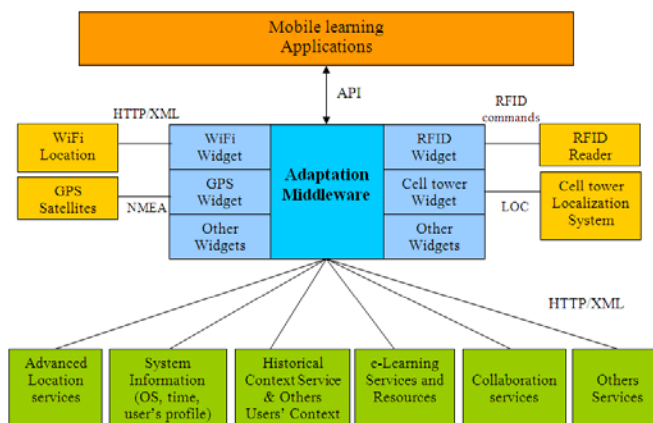 Mobile learning
Applications
API
HTTP/XML
RFID
commands
WiFi
Location
GPS
Satellites
NMEA
WiFi
Widget
GPS
Widget
Other
Widgets
Adaptation
Middleware
RFID
Widget
Cell tower
Widget
Other
Widgets
LOC
RFID
Reader
Cell tower
Localization
System
HTTP/XML
Advanced
Location
services
System
Information
(OS, time,
user's profile)
Historical
Context Service
& Others
Users' Context
e-Learning
Services and
Resources
Collaboration
services
Others
Services